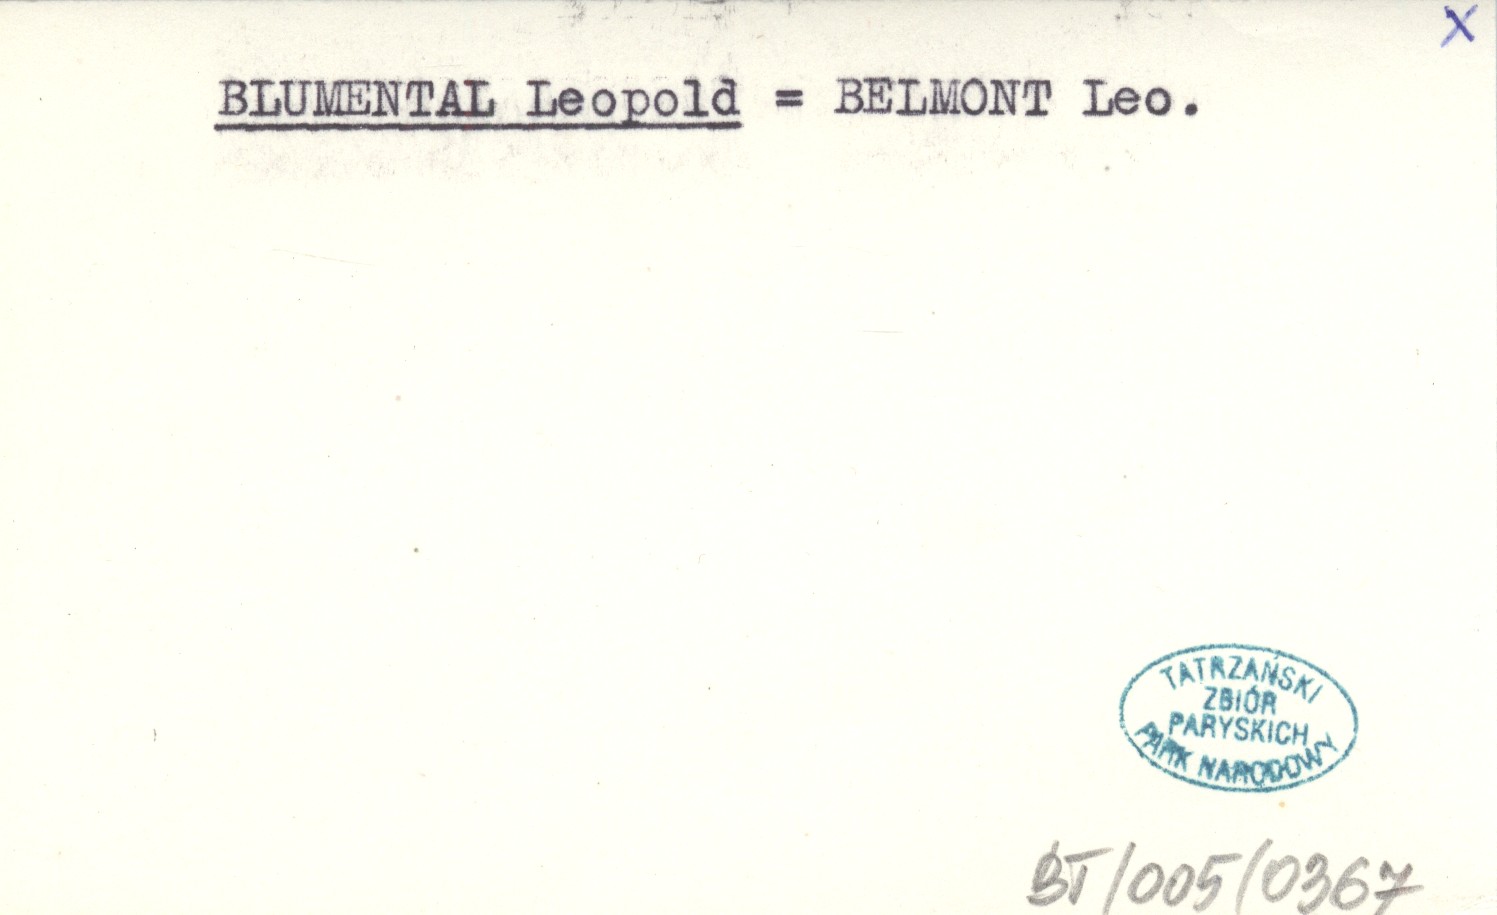 X
BLUMENTAL Leopold = BELMONT Leo.
TATRZAŃSKI
ZBIÓR
PARYSKICH
PARK NARODOWY
BT/005/0367